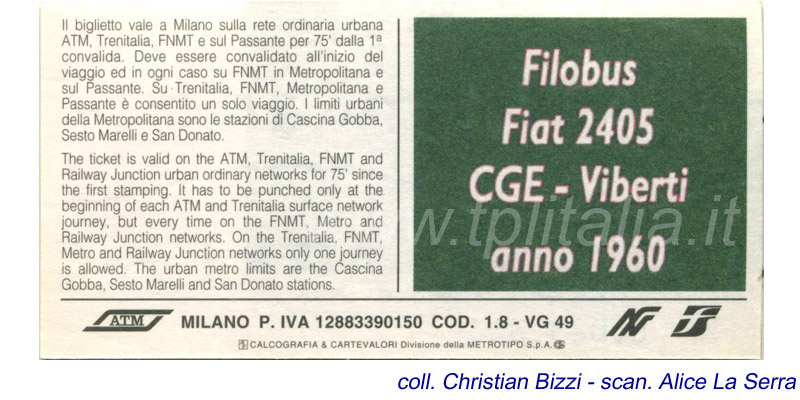 Il biglietto vale a Milano sulla rete ordinaria urbana
ATM, Trenitalia, FNMT e sul Passante per 75' dalla 1ª
convalida. Deve essere convalidato all'inizio del
viaggio ed in ogni caso su FNMT in Metropolitana e
sul Passante. Su Trenitalia, FNMT, Metropolitana e
Passante è consentito un solo viaggio. I limiti urbani
della Metropolitana sono le stazioni di Cascina Gobba,
Sesto Marelli e San Donato.
The ticket is valid on the ATM, Trenitalia, FNMT and
Railway Junction urban ordinary networks for 75' since
the first stamping. It has to be punched only at the
beginning of each ATM and Trenitalia surface network
journey, but every time on the FNMT, Metro and
Railway Junction networks. On the Trenitalia, FNMT,
Metro and Railway Junction networks only one journey
is allowed. The urban metro limits are the Cascina
Gobba, Sesto Marelli and San Donato stations.
Filobus
Fiat 2405
CGE - Viberti
anno 1960
www.tplitalia.it
ATM MILANO P. IVA 12883390150 COD. 1.8 - VG 49
CALCOGRAFIA & CARTEVALORI Divisione della METROTIPO S.p.A.
coll. Christian Bizzi - scan. Alice La Serra